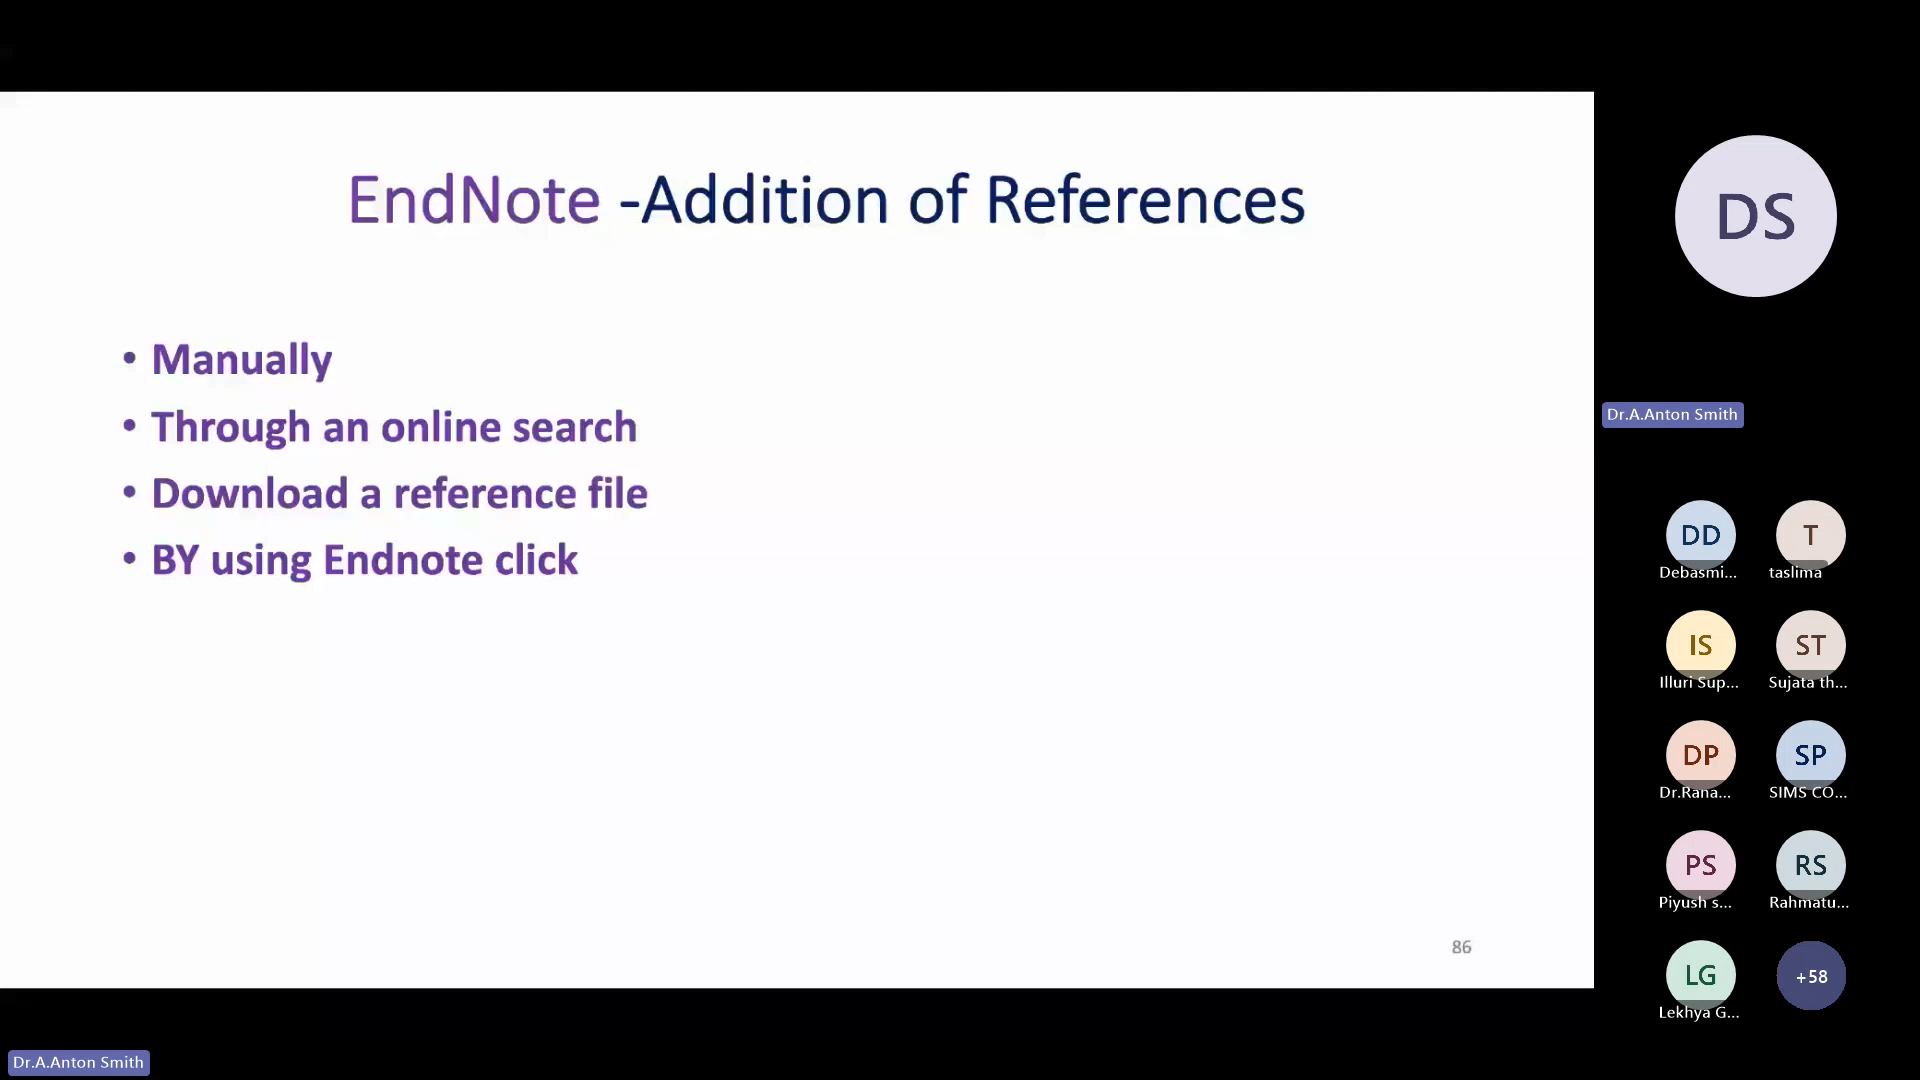 EndNote -Addition of References
• Manually
• Through an online search
• Download a reference file
• BY using Endnote click
86
DS
Dr.A.Anton Smith
DD
Debasmi...
T
taslima
IS
Illuri Sup...
ST
Sujata th...
DP
Dr.Rana...
SP
SIMS CO...
PS
Piyush s...
RS
Rahmatu...
LG
Lekhya G...
+58
Dr.A.Anton Smith